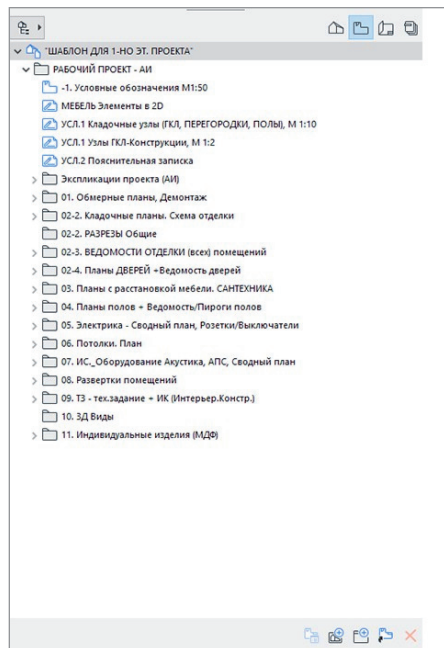 "ШАБЛОН ДЛЯ 1-НО ЭТ. ПРОЕКТА"
РАБОЧИЙ ПРОЕКТ - АИ
-1. Условные обозначения М1:50
МЕБЕЛЬ Элементы в 2D
УСЛ.1 Кладочные узлы (ГКЛ, ПЕРЕГОРОДКИ, ПОЛЫ), М 1:10
УСЛ.1 Узлы ГКЛ-Конструкции, М 1:2
УСЛ.2 Пояснительная записка
Экспликации проекта (АИ)
01. Обмерные планы, Демонтаж
02-2. Кладочные планы. Схема отделки
02-2. РАЗРЕЗЫ Общие
02-3. ВЕДОМОСТИ ОТДЕЛКИ (всех) помещений
02-4. Планы ДВЕРЕЙ +Ведомость дверей
03. Планы с расстановкой мебели. САНТЕХНИКА
04. Планы полов + Ведомость/Пироги полов
05. Электрика - Сводный план, Розетки/Выключатели
06. Потолки. План
07. ИС._Оборудование Акустика, АПС, Сводный план
08. Развертки помещений
09. ТЗ - тех.задание + ИК (Интерьер.Констр.)
10. 3Д Виды
11. Индивидуальные изделия (МДФ)